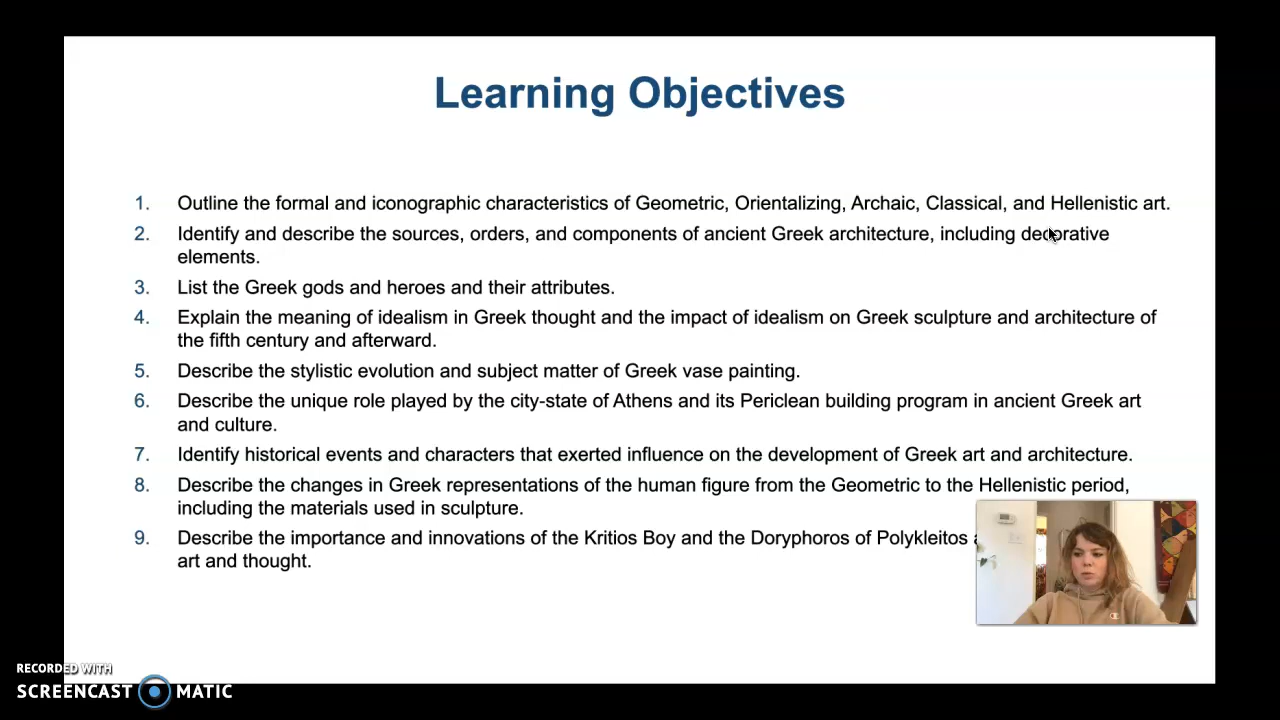 Learning Objectives
1. Outline the formal and iconographic characteristics of Geometric, Orientalizing, Archaic, Classical, and Hellenistic art.
2. Identify and describe the sources, orders, and components of ancient Greek architecture, including decorative
elements.
3. List the Greek gods and heroes and their attributes.
4. Explain the meaning of idealism in Greek thought and the impact of idealism on Greek sculpture and architecture of
the fifth century and afterward.
5. Describe the stylistic evolution and subject matter of Greek vase painting.
6. Describe the unique role played by the city-state of Athens and its Periclean building program in ancient Greek art
and culture.
7. Identify historical events and characters that exerted influence on the development of Greek art and architecture.
8. Describe the changes in Greek representations of the human figure from the Geometric to the Hellenistic period,
including the materials used in sculpture.
9. Describe the importance and innovations of the Kritios Boy and the Doryphoros of Polykleitos
art and thought.
RECORDED WITH
SCREENCAST MATIC